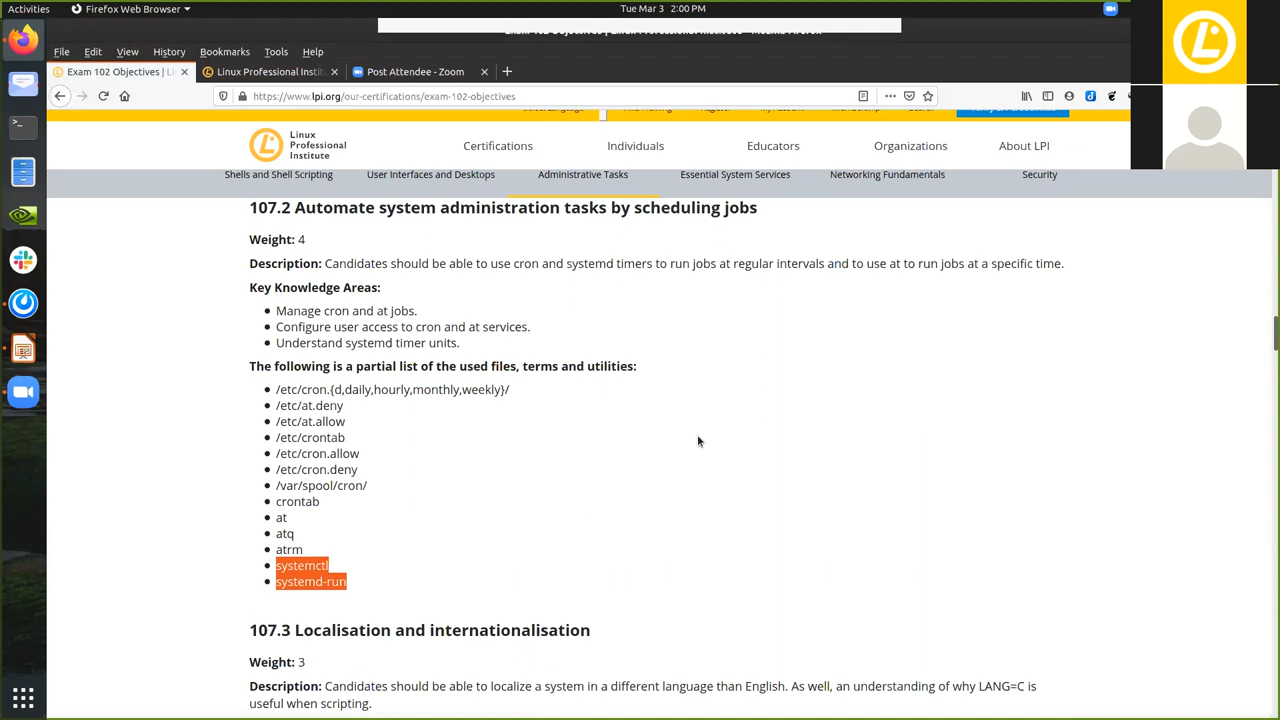 Activities
Firefox Web Browser
Tue Mar 3 2:00 PM
File Edit View History Bookmarks Tools Help
Exam 102 Objectives | Li
Linux Professional Instit
Post Attendee - Zoom
https://www.lpi.org/our-certifications/exam-102-objectives
Linux
Professional
Institute
Certifications
Individuals
Educators
Organizations
About LPI
Shells and Shell Scripting
User Interfaces and Desktops
Administrative Tasks
Essential System Services
Networking Fundamentals
Security
107.2 Automate system administration tasks by scheduling jobs
Weight: 4
Description: Candidates should be able to use cron and systemd timers to run jobs at regular intervals and to use at to run jobs at a specific time.
Key Knowledge Areas:
Manage cron and at jobs.
Configure user access to cron and at services.
Understand systemd timer units.
The following is a partial list of the used files, terms and utilities:
/etc/cron.{d,daily,hourly,monthly,weekly}/
/etc/at.deny
/etc/at.allow
/etc/crontab
/etc/cron.allow
/etc/cron.deny
/var/spool/cron/
crontab
at
atq
atrm
systemctl
systemd-run
107.3 Localisation and internationalisation
Weight: 3
Description: Candidates should be able to localize a system in a different language than English. As well, an understanding of why LANG=C is
useful when scripting.